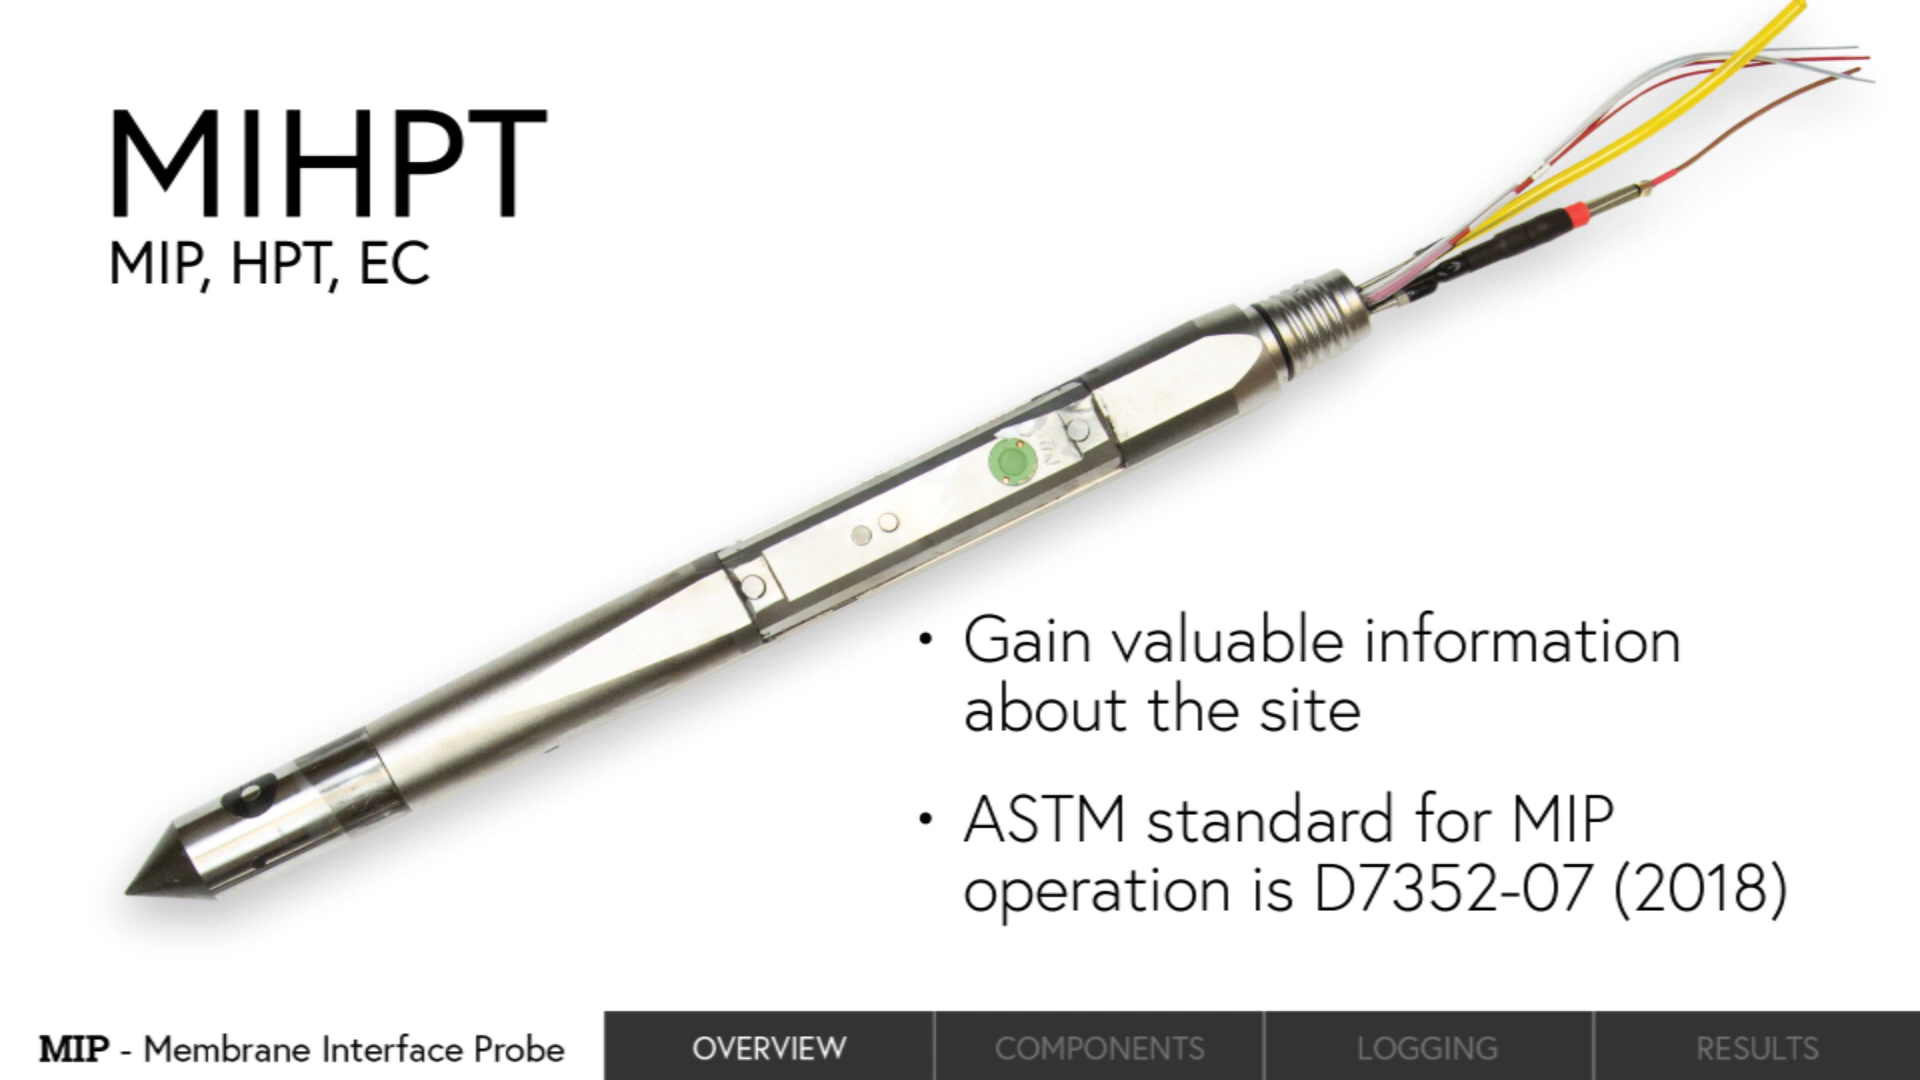 MIHPT
MIP, HPT, EC
• Gain valuable information
about the site
• ASTM standard for MIP
operation is D7352-07 (2018)
MIP - Membrane Interface Probe
OVERVIEW
COMPONENTS
LOGGING
RESULTS